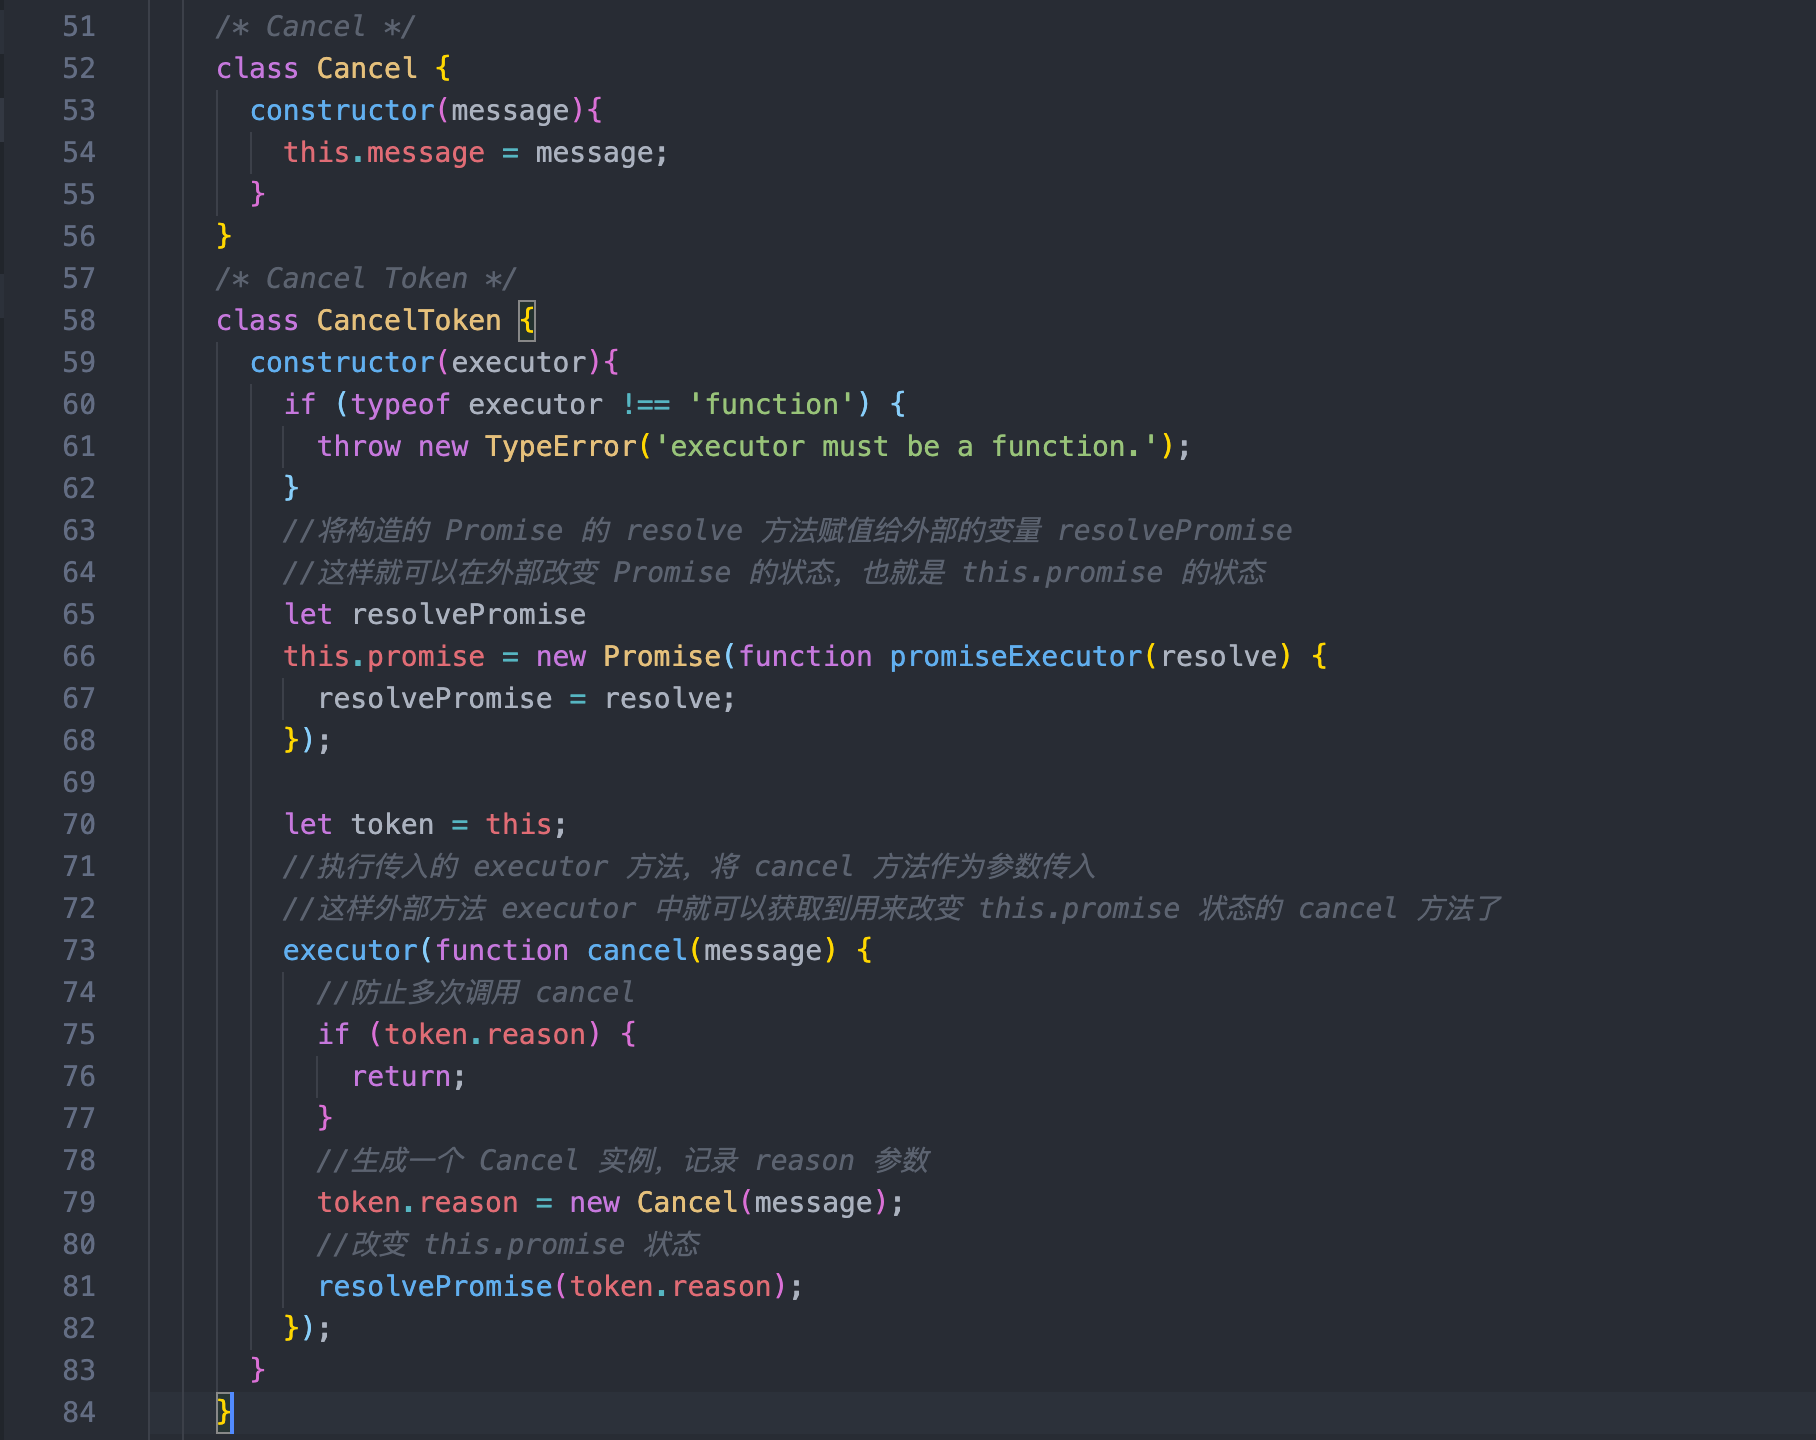 51 /* Cancel */
52 class Cancel {
53 constructor(message){
54 this.message = message;
55 }
56 }
57 /* Cancel Token */
58 class CancelToken {
59 constructor(executor){
60 if (typeof executor !== 'function') {
61 throw new TypeError('executor must be a function.');
62 }
63 //将构造的 Promise 的 resolve 方法赋值给外部的变量 resolvePromise
64 //这样就可以在外部改变 Promise 的状态，也就是 this.promise 的状态
65 let resolvePromise
66 this.promise = new Promise(function promiseExecutor(resolve) {
67 resolvePromise = resolve;
68 });
69
70 let token = this;
71 //执行传入的 executor 方法，将 cancel 方法作为参数传入
72 //这样外部方法 executor 中就可以获取到用来改变 this.promise 状态的 cancel 方法了
73 executor(function cancel(message) {
74 //防止多次调用 cancel
75 if (token.reason) {
76 return;
77 }
78 //生成一个 Cancel 实例，记录 reason 参数
79 token.reason = new Cancel(message);
80 //改变 this.promise 状态
81 resolvePromise(token.reason);
82 });
83 }
84 }